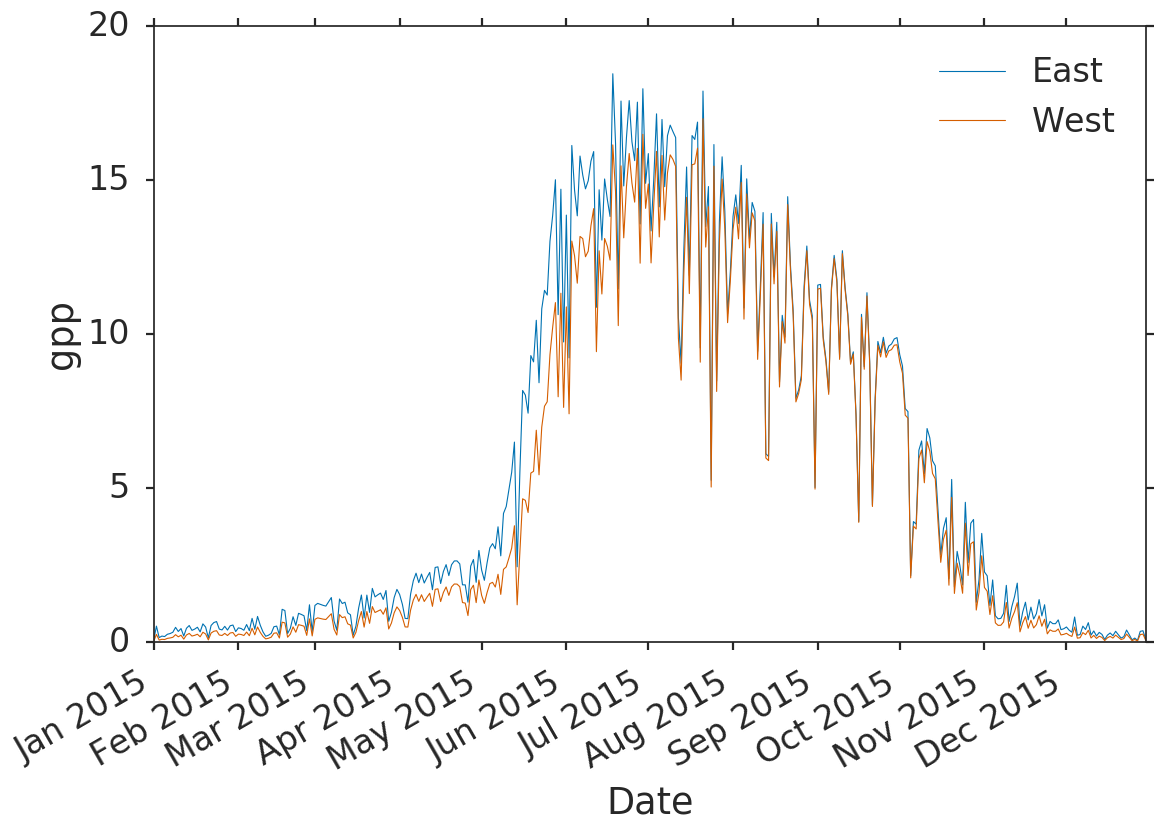 20
15
10
5
0
gpp
East
West
Jan 2015
Feb 2015
Mar 2015
Apr 2015
May 2015
Jun 2015
Jul 2015
Aug 2015
Sep 2015
Oct 2015
Nov 2015
Dec 2015
Date